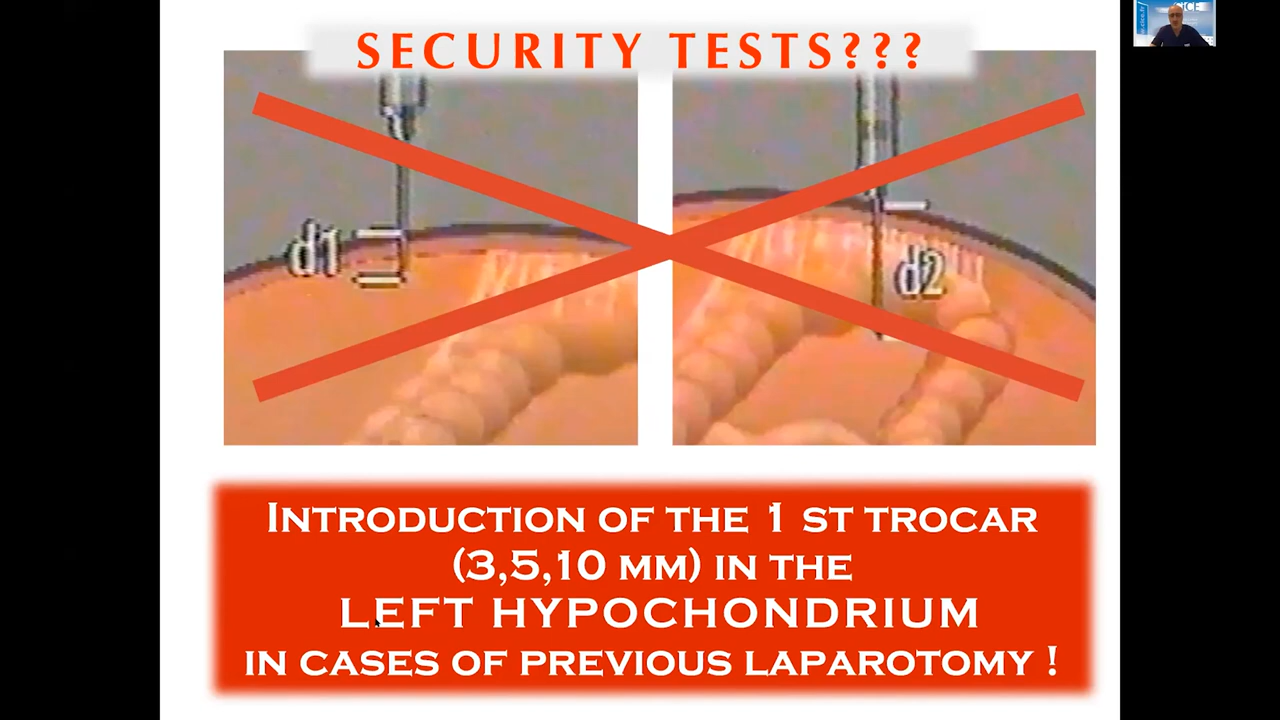 SECURITY TESTS???
d1
d2
INTRODUCTION OF THE 1 ST TROCAR
(3,5,10 MM) IN THE
LEFT HYPOCHONDRIUM
IN CASES OF PREVIOUS LAPAROTOMY !